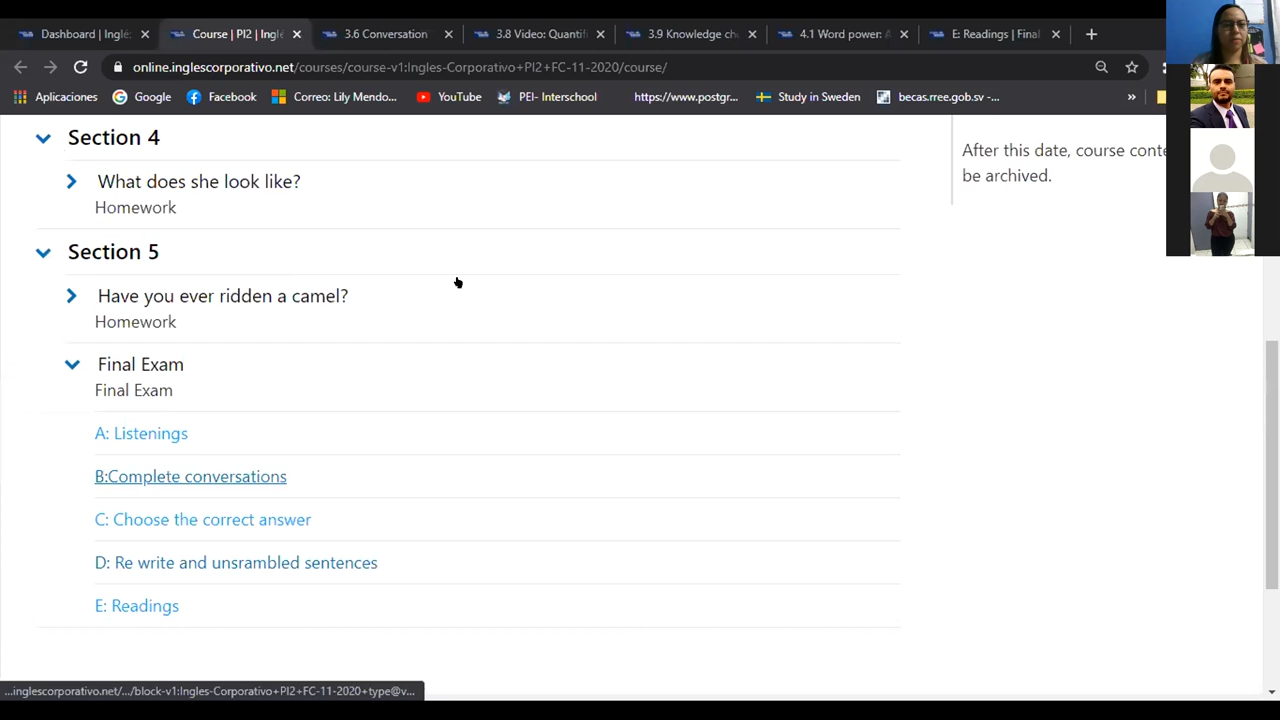 Dashboard | Inglé:
Course | PI2 | Ingl
3.6 Conversation
3.8 Video: Quantifi
3.9 Knowledge ch
4.1 Word power: A
E: Readings | Final
online.inglescorporativo.net/courses/course-v1:Ingles-Corporativo+PI2+FC-11-2020/course/
Aplicaciones
Google
Facebook
Correo: Lily Mendo...
YouTube
PEI- Interschool
https://www.postgr...
Study in Sweden
becas.rree.gob.sv -...
»
Section 4
After this date, course conte
be archived.
What does she look like?
Homework
Section 5
Have you ever ridden a camel?
Homework
Final Exam
Final Exam
A: Listenings
B:Complete conversations
C: Choose the correct answer
D: Re write and unsrambled sentences
E: Readings
...inglescorporativo.net/.../block-v1:Ingles-Corporativo+PI2+FC-11-2020+type@v...